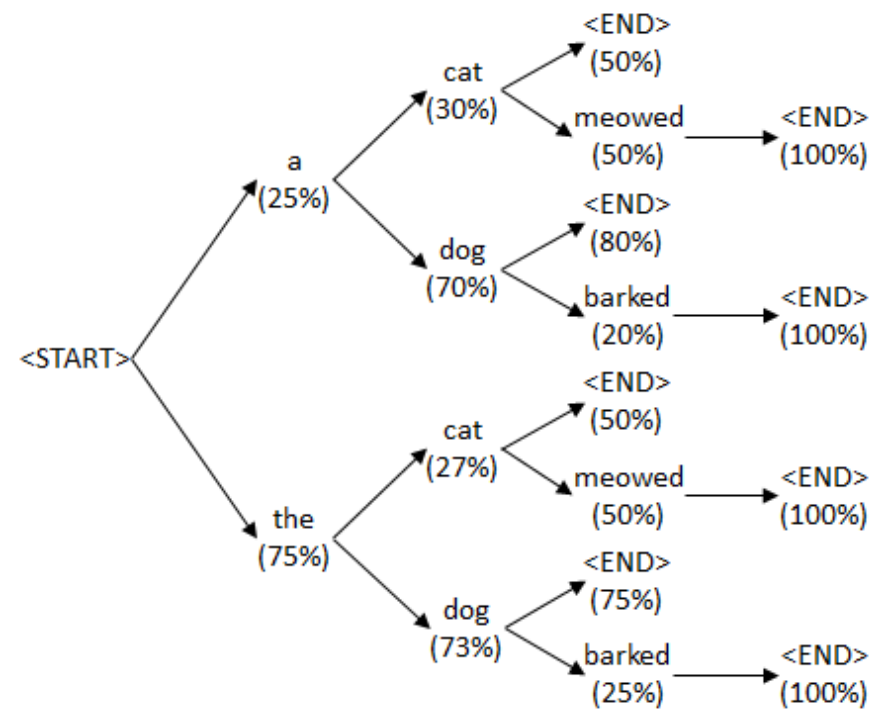 <END>
(50%)
cat
(30%)
meowed
(50%)
<END>
(100%)
a
(25%)
<END>
(80%)
dog
(70%)
barked
(20%)
<END>
(100%)
<START>
<END>
(50%)
cat
(27%)
meowed
(50%)
<END>
(100%)
the
(75%)
<END>
(75%)
dog
(73%)
barked
(25%)
<END>
(100%)